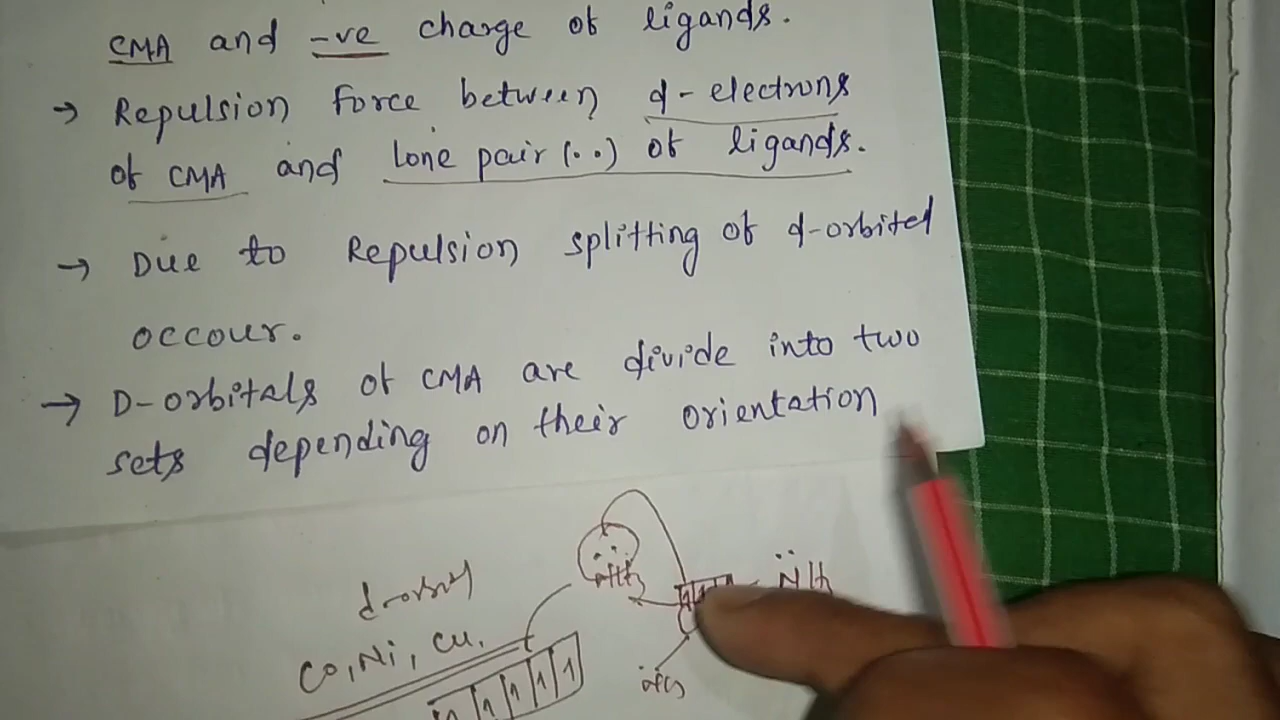 CMA and -ve charge of ligands.
→ Repulsion Force between d-electrons
of CMA and lone pair (..) of ligands.
→ Due to Repulsion splitting of d-orbital
occour.
→ D-orbitals of CMA are divide into two
sets depending on their orientation
NH3
NH3
Co, Ni, Cu.